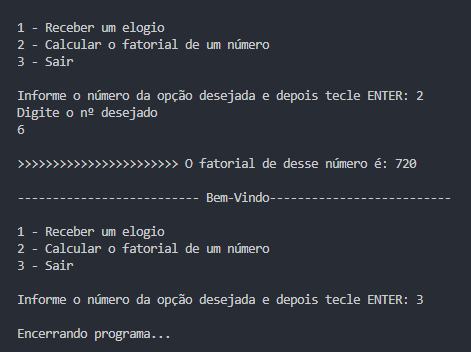 1 - Receber um elogio
2 - Calcular o fatorial de um número
3 - Sair
Informe o número da opção desejada e depois tecle ENTER: 2
Digite o nº desejado
6
>>>>>>>>>>>>>>>>>>>>>>> O fatorial de desse número é: 720
-------------------------- Bem-Vindo--------------------------
1 - Receber um elogio
2 - Calcular o fatorial de um número
3 - Sair
Informe o número da opção desejada e depois tecle ENTER: 3
Encerrando programa...